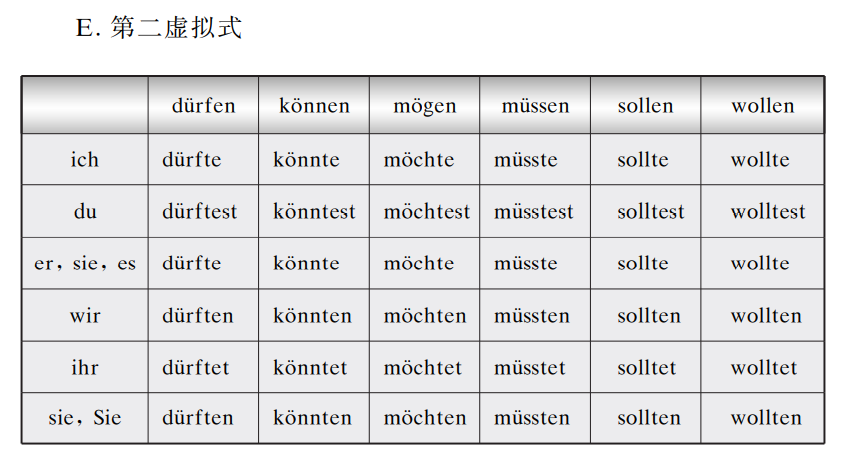 E. 第二虚拟式
dürfen können mögen müssen sollen wollen
ich dürfte könnte möchte müsste sollte wollte
du dürftest könntest möchtest müsstest solltest wolltest
er, sie, es dürfte könnte möchte müsste sollte wollte
wir dürften könnten möchten müssten sollten wollten
ihr dürftet könntet möchtet müsstet solltet wolltet
sie, Sie dürften könnten möchten müssten sollten wollten